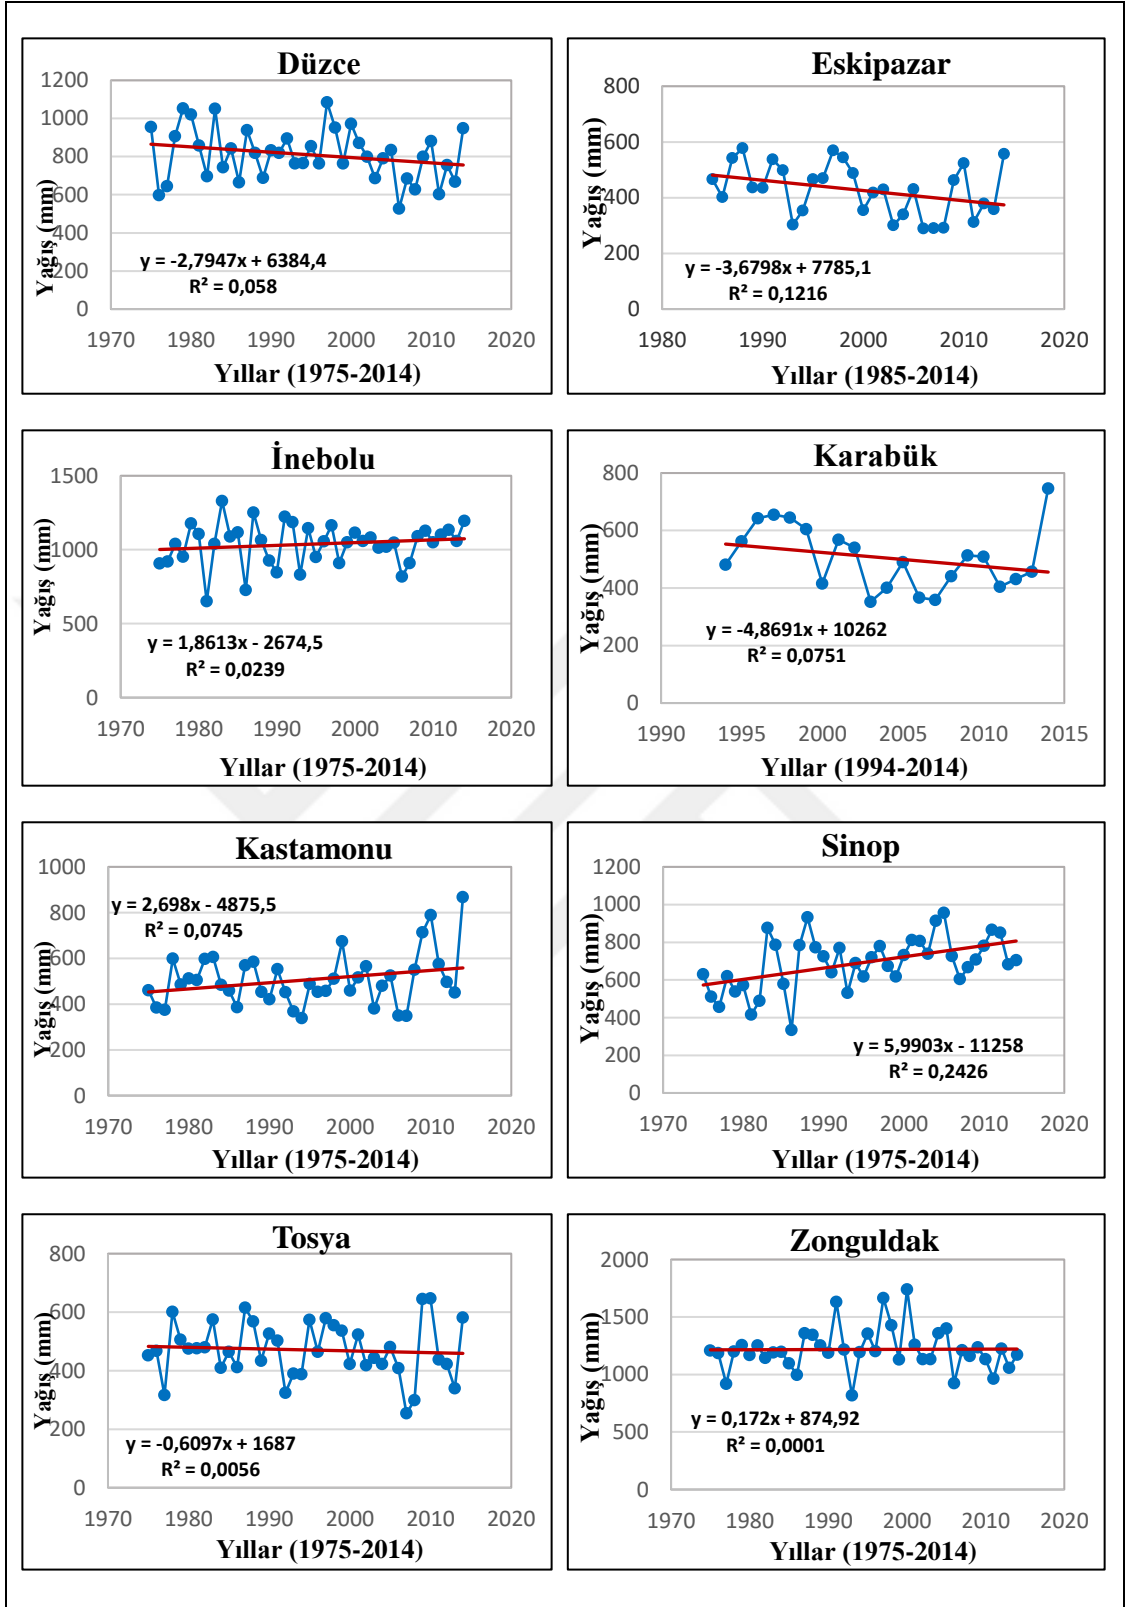 Düzce
1200
1000
800
600
400
200
0
Yağış (mm)
y = -2,7947x + 6384,4
R² = 0,058
1970 1980 1990 2000 2010 2020
Yıllar (1975-2014)
Eskipazar
800
600
400
200
0
Yağış (mm)
y = -3,6798x + 7785,1
R² = 0,1216
1980 1990 2000 2010 2020
Yıllar (1985-2014)
İnebolu
1500
1000
500
0
Yağış (mm)
y = 1,8613x - 2674,5
R² = 0,0239
1970 1980 1990 2000 2010 2020
Yıllar (1975-2014)
Karabük
800
600
400
200
0
Yağış (mm)
y = -4,8691x + 10262
R² = 0,0751
1990 1995 2000 2005 2010 2015
Yıllar (1994-2014)
Kastamonu
1000
800
600
400
200
0
Yağış (mm)
y = 2,698x - 4875,5
R² = 0,0745
1970 1980 1990 2000 2010 2020
Yıllar (1975-2014)
Sinop
1200
1000
800
600
400
200
0
Yağış (mm)
y = 5,9903x - 11258
R² = 0,2426
1970 1980 1990 2000 2010 2020
Yıllar (1975-2014)
Tosya
800
600
400
200
0
Yağış (mm)
y = -0,6097x + 1687
R² = 0,0056
1970 1980 1990 2000 2010 2020
Yıllar (1975-2014)
Zonguldak
2000
1500
1000
500
0
Yağış (mm)
y = 0,172x + 874,92
R² = 0,0001
1970 1980 1990 2000 2010 2020
Yıllar (1975-2014)